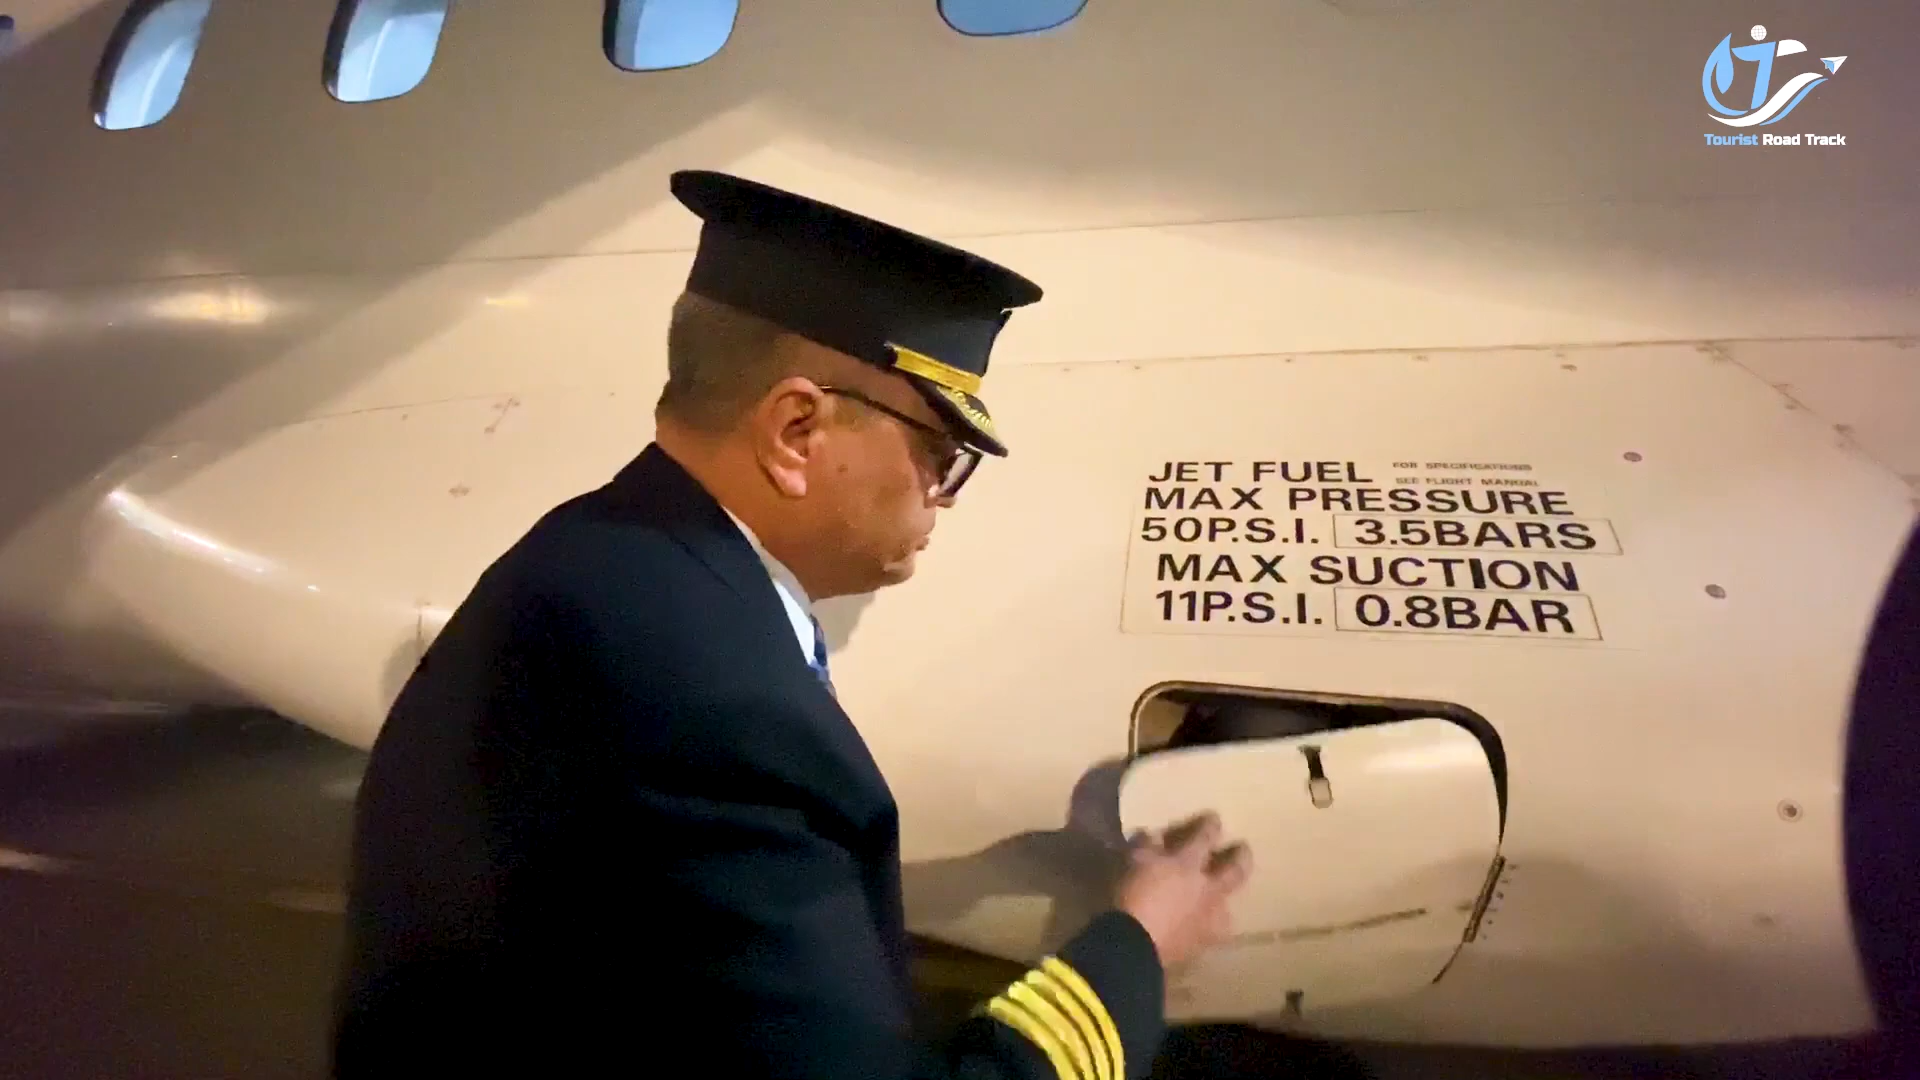 Tourist Road Track
JET FUEL FOR SPECIFICATIONS
SEE FLIGHT MANUAL
MAX PRESSURE
50P.S.I. 3.5BARS
MAX SUCTION
11P.S.I. 0.8BAR